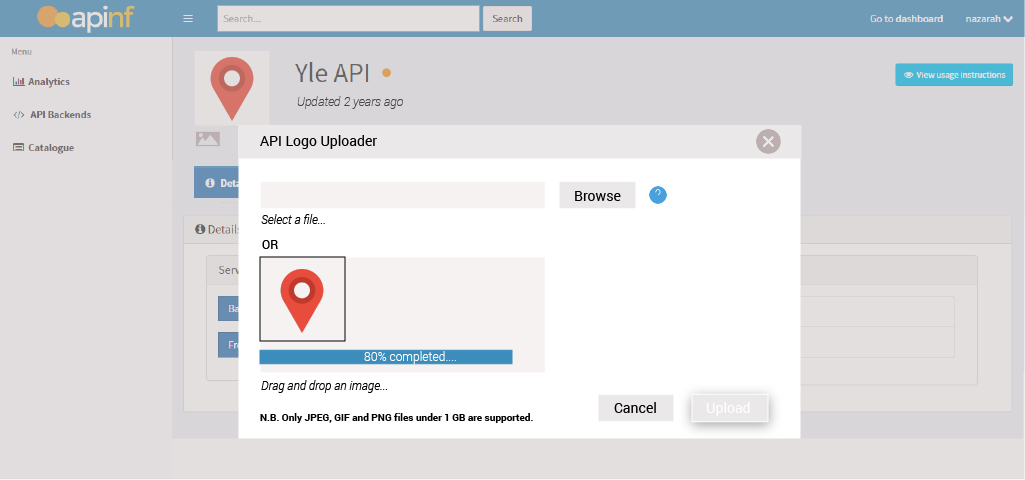 apinf
Search...
Search
Go to dashboard
nazarah
Menu
Analytics
</> API Backends
Catalogue
Yle API
Updated 2 years ago
View usage instructions
API Logo Uploader
Deta
Browse
?
Select a file...
Details
OR
Serv
Ba
Fro
80% completed....
Drag and drop an image...
N.B. Only JPEG, GIF and PNG files under 1 GB are supported.
Cancel
Upload